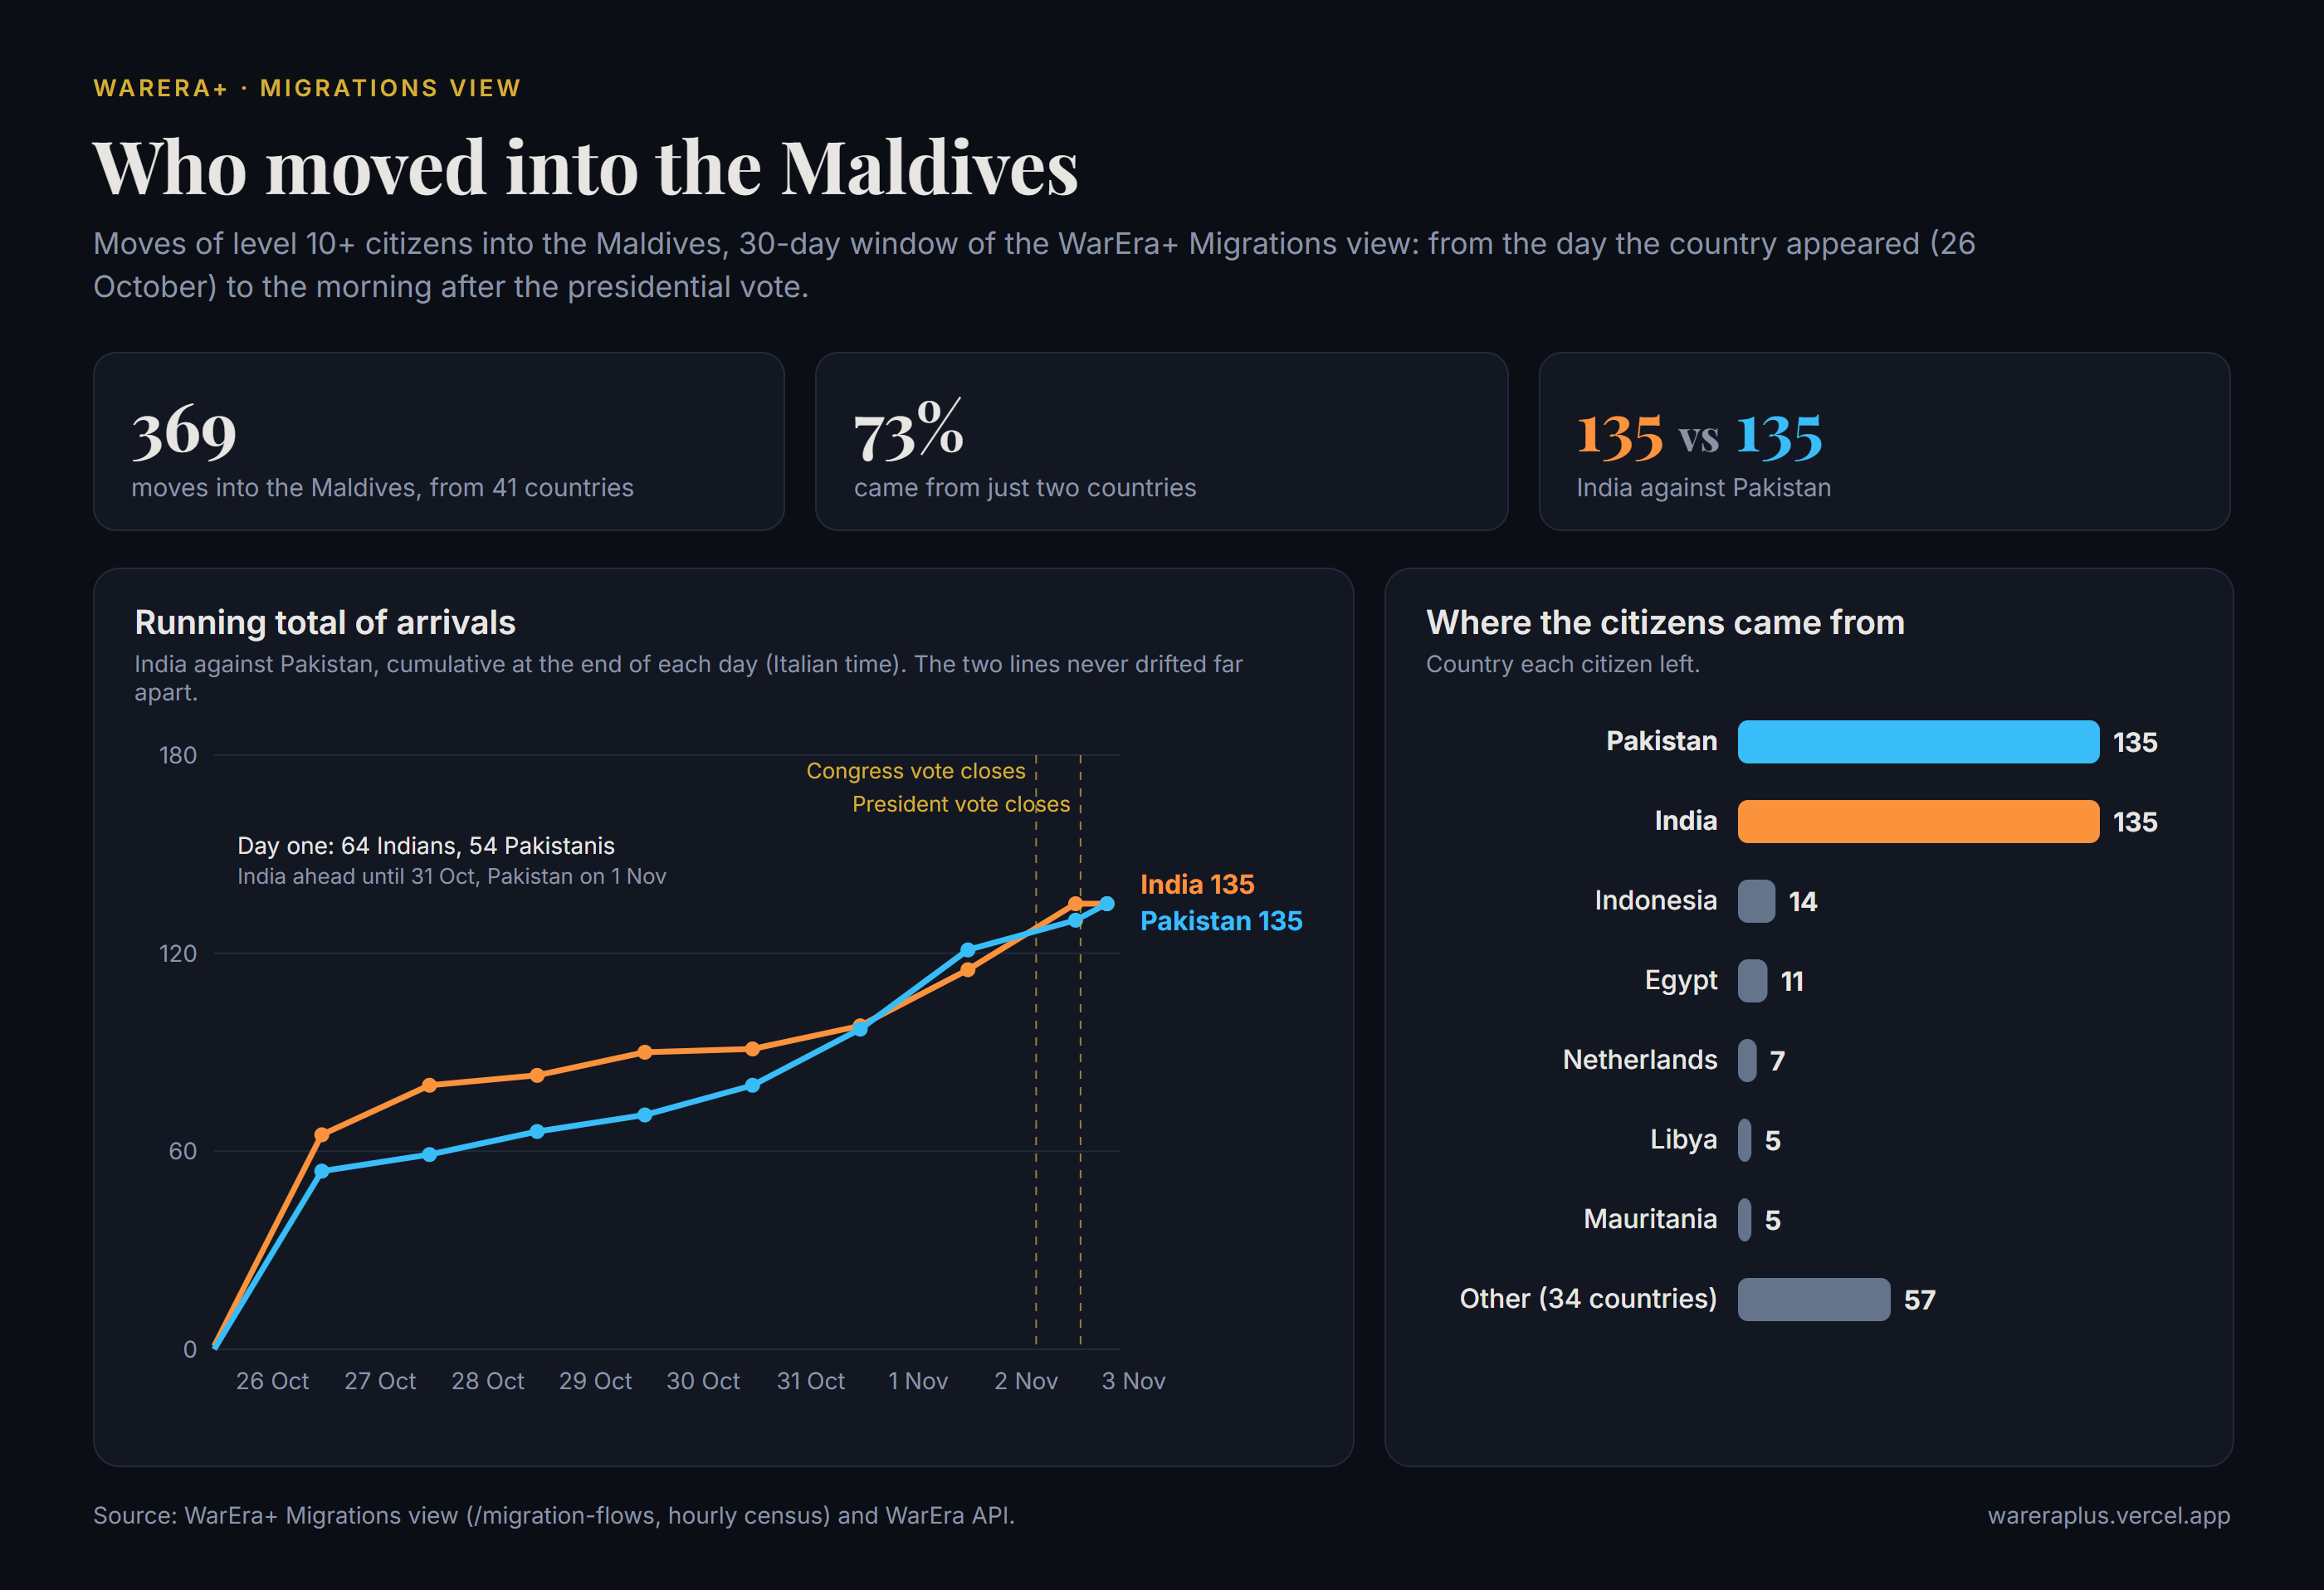 WARERA+ · MIGRATIONS VIEW
Who moved into the Maldives
Moves of level 10+ citizens into the Maldives, 30-day window of the WarEra+ Migrations view: from the day the country appeared (26
October) to the morning after the presidential vote.
369
moves into the Maldives, from 41 countries
73%
came from just two countries
135 vs 135
India against Pakistan
Running total of arrivals
India against Pakistan, cumulative at the end of each day (Italian time). The two lines never drifted far
apart.
180
Congress vote closes
President vote closes
Day one: 64 Indians, 54 Pakistanis
India ahead until 31 Oct, Pakistan on 1 Nov
India 135
Pakistan 135
120
60
0
26 Oct 27 Oct 28 Oct 29 Oct 30 Oct 31 Oct 1 Nov 2 Nov 3 Nov
Where the citizens came from
Country each citizen left.
Pakistan 135
India 135
Indonesia 14
Egypt 11
Netherlands 7
Libya 5
Mauritania 5
Other (34 countries) 57
Source: WarEra+ Migrations view (/migration-flows, hourly census) and WarEra API.
wareraplus.vercel.app